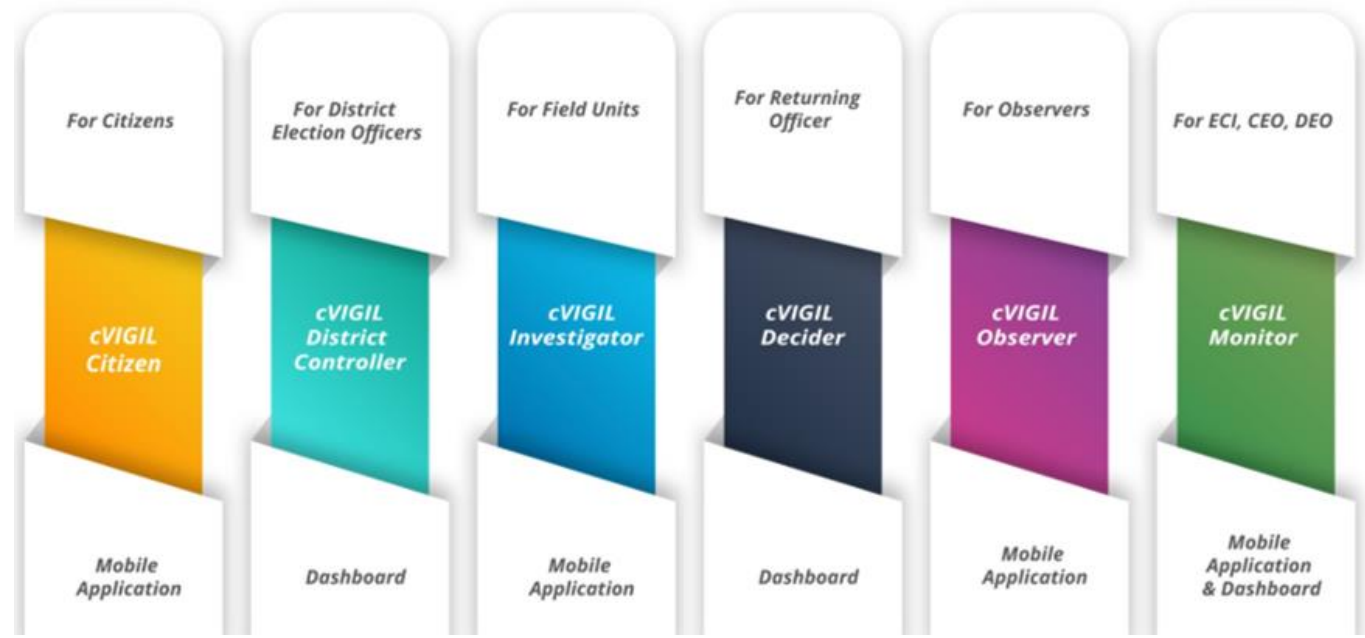 For Citizens
For District
Election Officers
For Field Units
For Returning
Officer
For Observers
For ECI, CEO, DEO
cVIGIL
Citizen
cVIGIL
District
Controller
cVIGIL
Investigator
cVIGIL
Decider
cVIGIL
Observer
cVIGIL
Monitor
Mobile
Application
Dashboard
Mobile
Application
Dashboard
Mobile
Application
Mobile
Application
& Dashboard